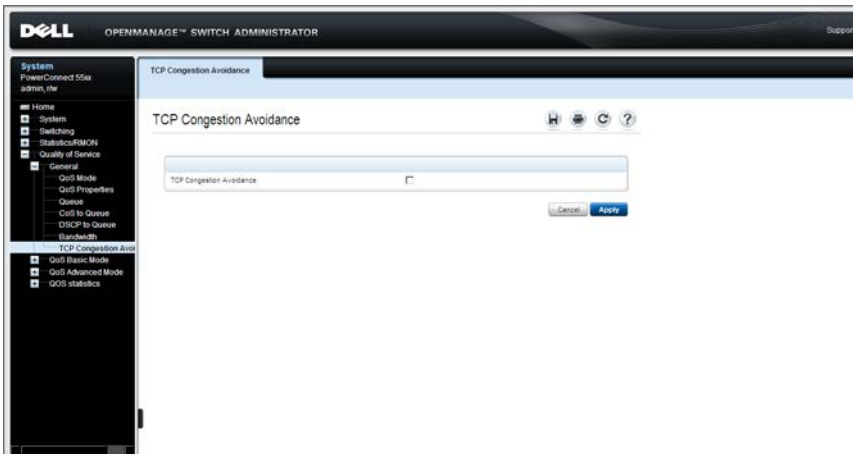 DELL
OPENMANAGE™ SWITCH ADMINISTRATOR
Suppor
System
PowerConnect 55xx
admin, r/w
Home
System
Switching
Statistics/RMON
Quality of Service
General
QoS Mode
QoS Properties
Queue
CoS to Queue
DSCP to Queue
Bandwidth
TCP Congestion Avoi
QoS Basic Mode
QoS Advanced Mode
QOS statistics
TCP Congestion Avoidance
TCP Congestion Avoidance
?
TCP Congestion Avoidance
Cancel
Apply